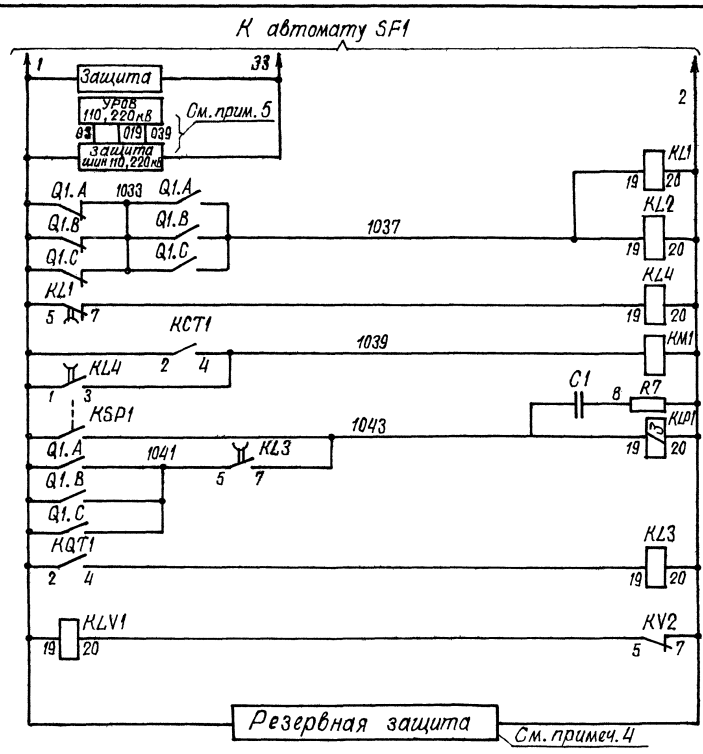 К автомату SF1
1 33 2
Защита
УРОВ
110, 220кВ
См. прим. 5
019 039
защита
шин 110, 220кВ
KL1
19 20
Q1.A 1033 Q1.A
KL2
Q1.B Q1.B 1037
19 20
Q1.C Q1.C
KL1 KL4
5 7 19 20
KCT1
2 4 1039 KM1
KL4
1 3
C1 8 R7
KSP1 1043 KLP1
19 20
Q1.A 1041 KL3
5 7
Q1.B
Q1.C
KQT1 KL3
2 4 19 20
KLV1 KV2
19 20 5 7
Резервная защита
См. примеч. 4